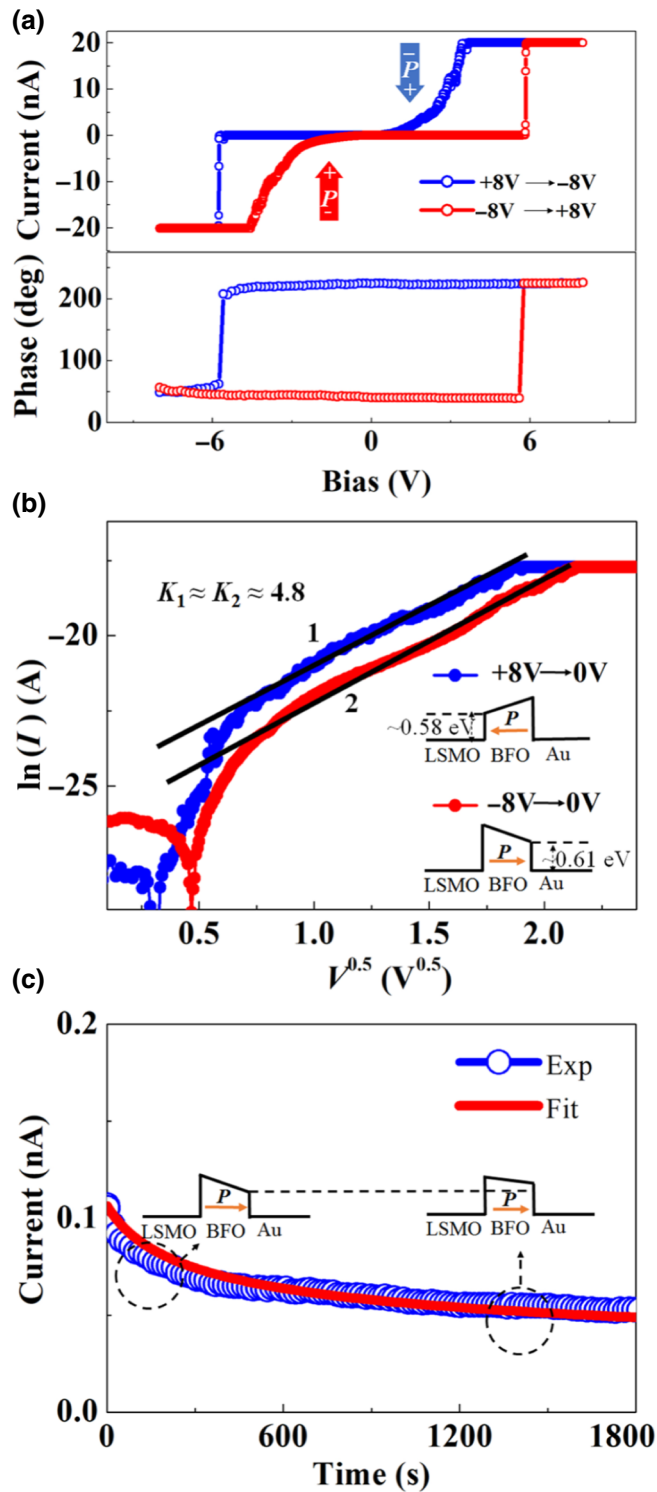 (a)
20
10
0
−10
−20
Current (nA)
− P +
+ P −
+8V → −8V
−8V → +8V
200
100
0
Phase (deg)
−6 0 6
Bias (V)
(b)
K1 ≈ K2 ≈ 4.8
1
2
−20
−25
ln (I) (A)
+8V→0V
~0.58 eV
P
LSMO BFO Au
−8V→0V
P
~0.61 eV
LSMO BFO Au
0.5 1.0 1.5 2.0
V^0.5 (V^0.5)
(c)
0.2
0.1
0.0
Current (nA)
Exp
Fit
P
LSMO BFO Au
P
LSMO BFO Au
0 600 1200 1800
Time (s)